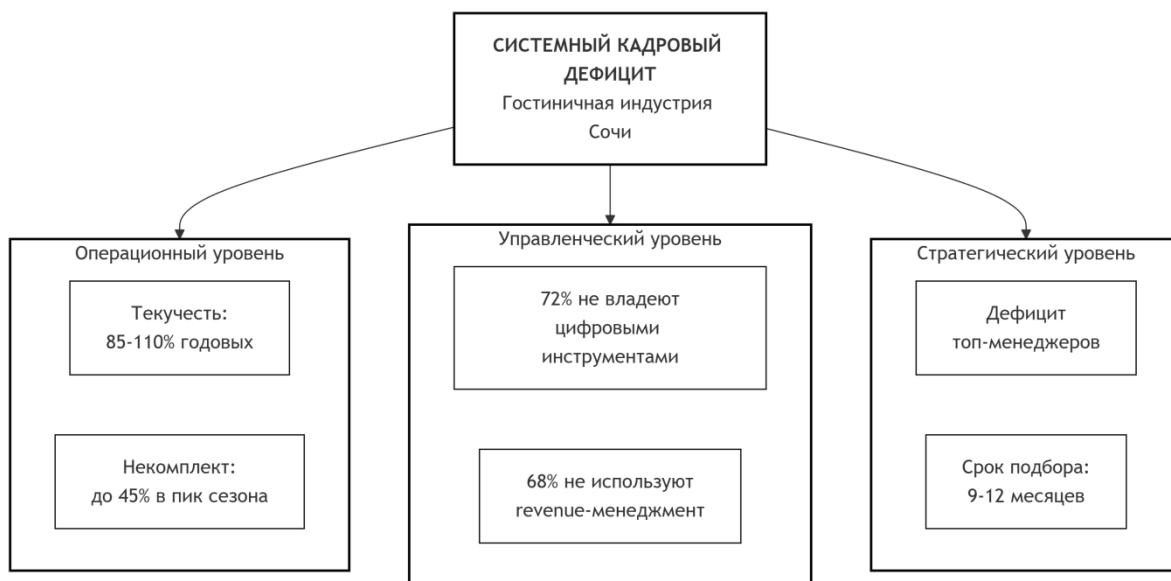 СИСТЕМНЫЙ КАДРОВЫЙ
ДЕФИЦИТ
Гостиничная индустрия
Сочи
Операционный уровень
Текучесть:
85-110% годовых
Некомплект:
до 45% в пик сезона
Управленческий уровень
72% не владеют
цифровыми
инструментами
68% не используют
revenue-менеджмент
Стратегический уровень
Дефицит
топ-менеджеров
Срок подбора:
9-12 месяцев